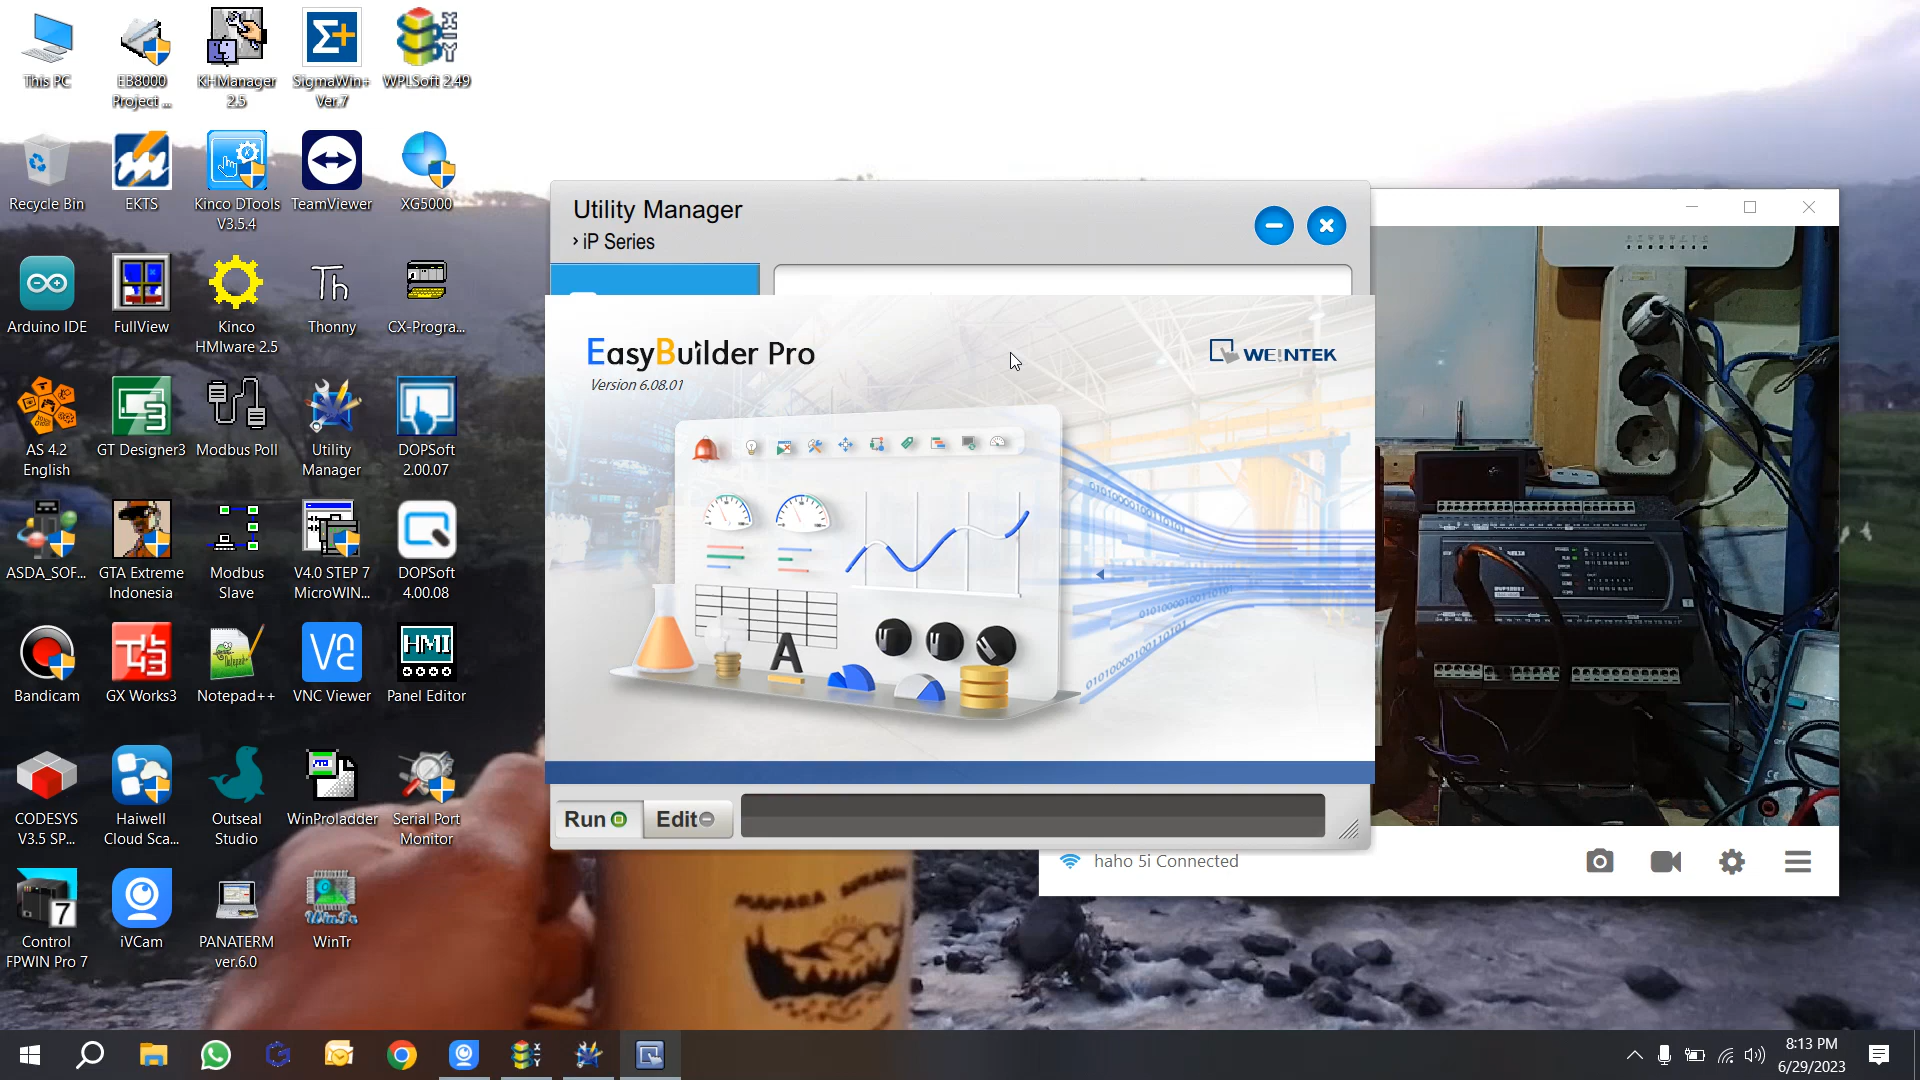 This PC
EB8000
Project ...
KHManager
2.5
SigmaWin+
Ver.7
WPLSoft 2.49
Recycle Bin
EKTS
Kinco DTools
V3.5.4
TeamViewer
XG5000
Arduino IDE
FullView
Kinco
HMIware 2.5
Th
Thonny
CX-Progra...
AS 4.2
English
3
GT Designer3
Modbus Poll
Utility
Manager
DOPSoft
2.00.07
ASDA_SOF...
GTA Extreme
Indonesia
Modbus
Slave
V4.0 STEP 7
MicroWIN...
DOPSoft
4.00.08
Bandicam
GX Works3
Notepad++
VNC Viewer
HMI
Panel Editor
CODESYS
V3.5 SP...
Haiwell
Cloud Sca...
Outseal
Studio
WinProladder
Serial Port
Monitor
7
Control
FPWIN Pro 7
iVCam
PANATERM
ver.6.0
WinTr
Utility Manager
› iP Series
EasyBuilder Pro
Version 6.08.01
WEINTEK
A
Run
Edit
haho 5i Connected
8:13 PM
6/29/2023